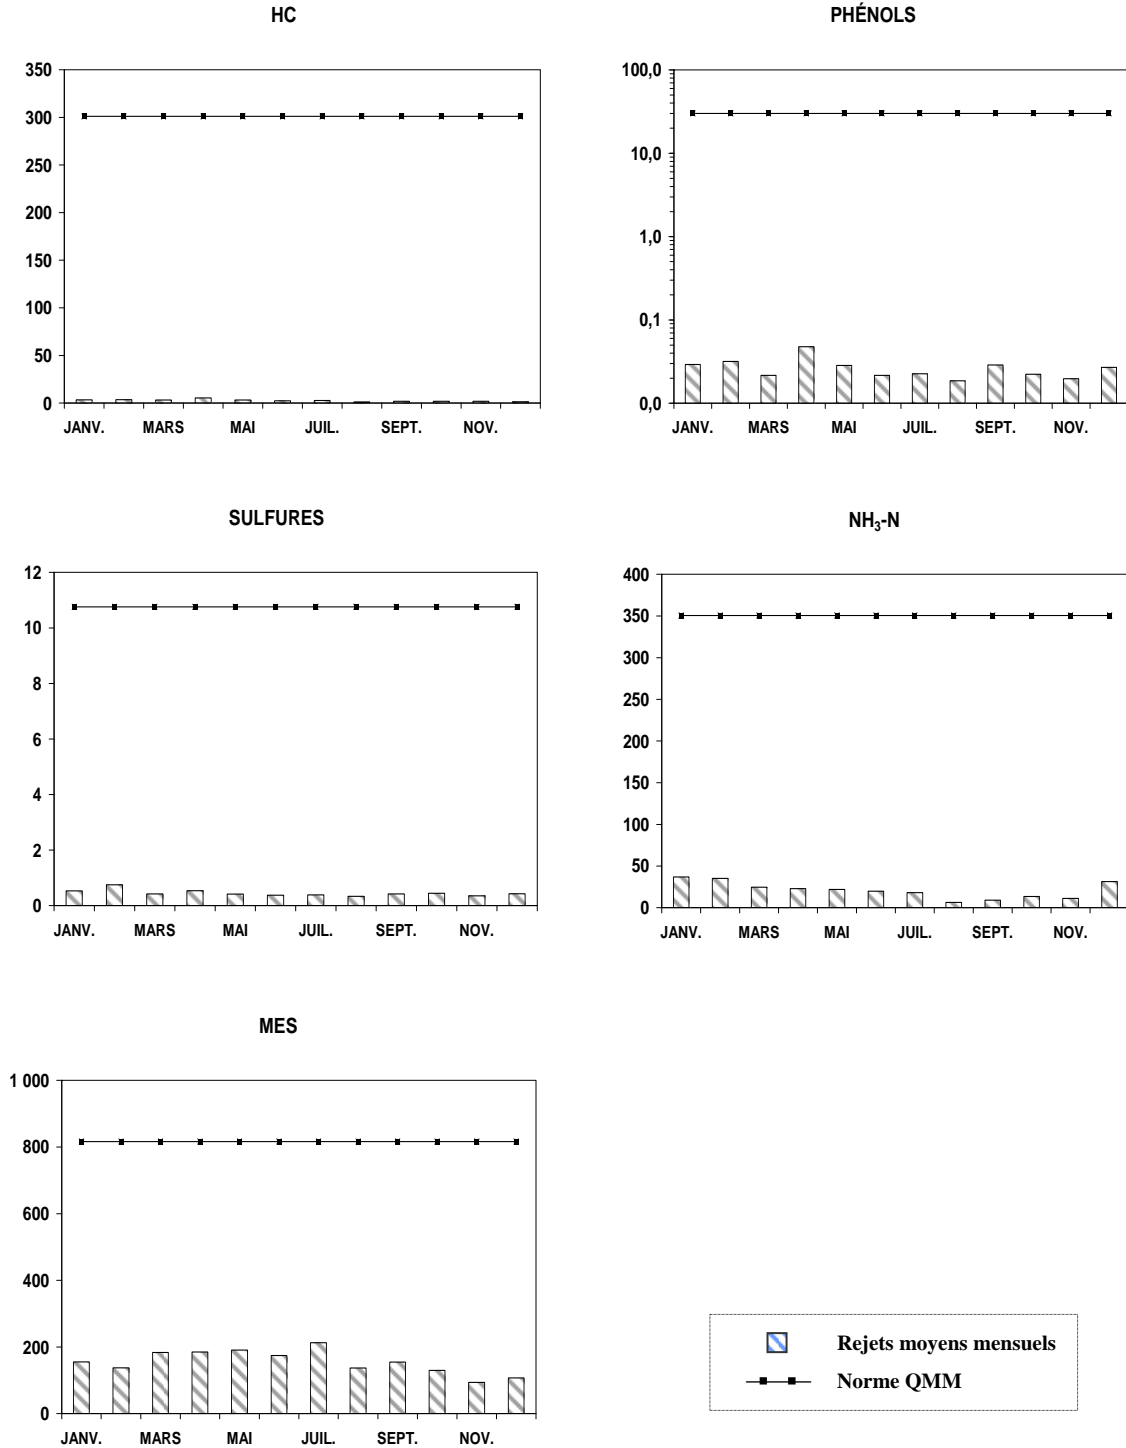 HC
350
300
250
200
150
100
50
0
JANV. MARS MAI JUIL. SEPT. NOV.
PHÉNOLS
100,0
10,0
1,0
0,1
0,0
JANV. MARS MAI JUIL. SEPT. NOV.
SULFURES
12
10
8
6
4
2
0
JANV. MARS MAI JUIL. SEPT. NOV.
NH₃-N
400
350
300
250
200
150
100
50
0
JANV. MARS MAI JUIL. SEPT. NOV.
MES
1 000
800
600
400
200
0
JANV. MARS MAI JUIL. SEPT. NOV.
Rejets moyens mensuels
Norme QMM